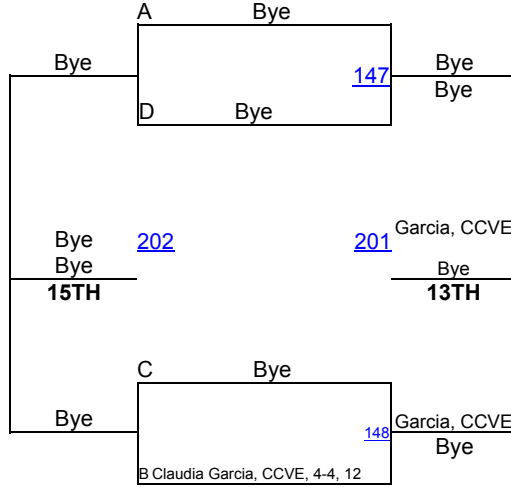 A Bye
Bye 147 Bye
Bye
D Bye
Bye 202 201 Garcia, CCVE
Bye Bye
15TH 13TH
C Bye
Bye 148 Garcia, CCVE
Bye
B Claudia Garcia, CCVE, 4-4, 12